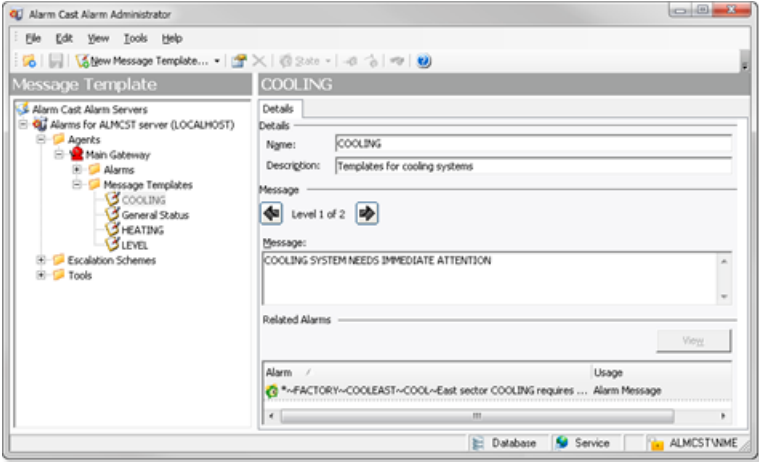 Alarm Cast Alarm Administrator
File Edit View Tools Help
New Message Template... State
Message Template
COOLING
Alarm Cast Alarm Servers
Alarms for ALMCST server (LOCALHOST)
Agents
Main Gateway
Alarms
Message Templates
COOLING
General Status
HEATING
LEVEL
Escalation Schemes
Tools
Details
Details
Name: COOLING
Description: Templates for cooling systems
Message
Level 1 of 2
Message:
COOLING SYSTEM NEEDS IMMEDIATE ATTENTION
Related Alarms
View
Alarm Usage
*~FACTORY~COOLEAST~COOL~East sector COOLING requires ... Alarm Message
Database Service ALMCST\NME